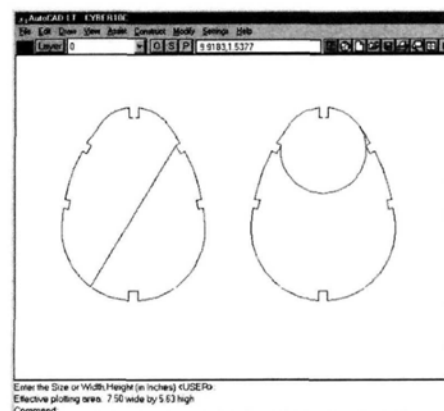 AutoCAD LT - CYBER10C
File Edit Draw View Assist Construct Modify Settings Help
Layer 0 O S P 9.9183,1.5377
Enter the Size or Width,Height (in Inches) <USER>:
Effective plotting area: 7.50 wide by 5.63 high
Command: